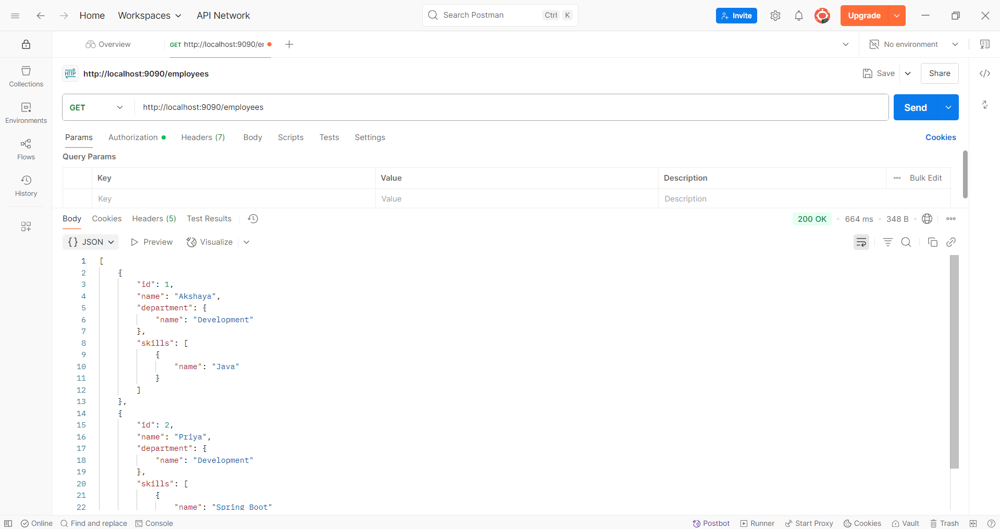 Home Workspaces API Network Search Postman Ctrl K Invite Upgrade
Overview GET http://localhost:9090/er No environment
HTTP http://localhost:9090/employees Save Share
GET http://localhost:9090/employees Send
Params Authorization Headers (7) Body Scripts Tests Settings Cookies
Query Params
Key Value Description Bulk Edit
Key Value Description
Collections
Environments
Flows
History
Body Cookies Headers (5) Test Results 200 OK 664 ms 348 B
{} JSON Preview Visualize
1 [
2 {
3 "id": 1,
4 "name": "Akshaya",
5 "department": {
6 "name": "Development"
7 },
8 "skills": [
9 {
10 "name": "Java"
11 }
12 ]
13 },
14 {
15 "id": 2,
16 "name": "Priya",
17 "department": {
18 "name": "Development"
19 },
20 "skills": [
21 {
22 "name": "Spring Boot"
Online Find and replace Console Postbot Runner Start Proxy Cookies Vault Trash